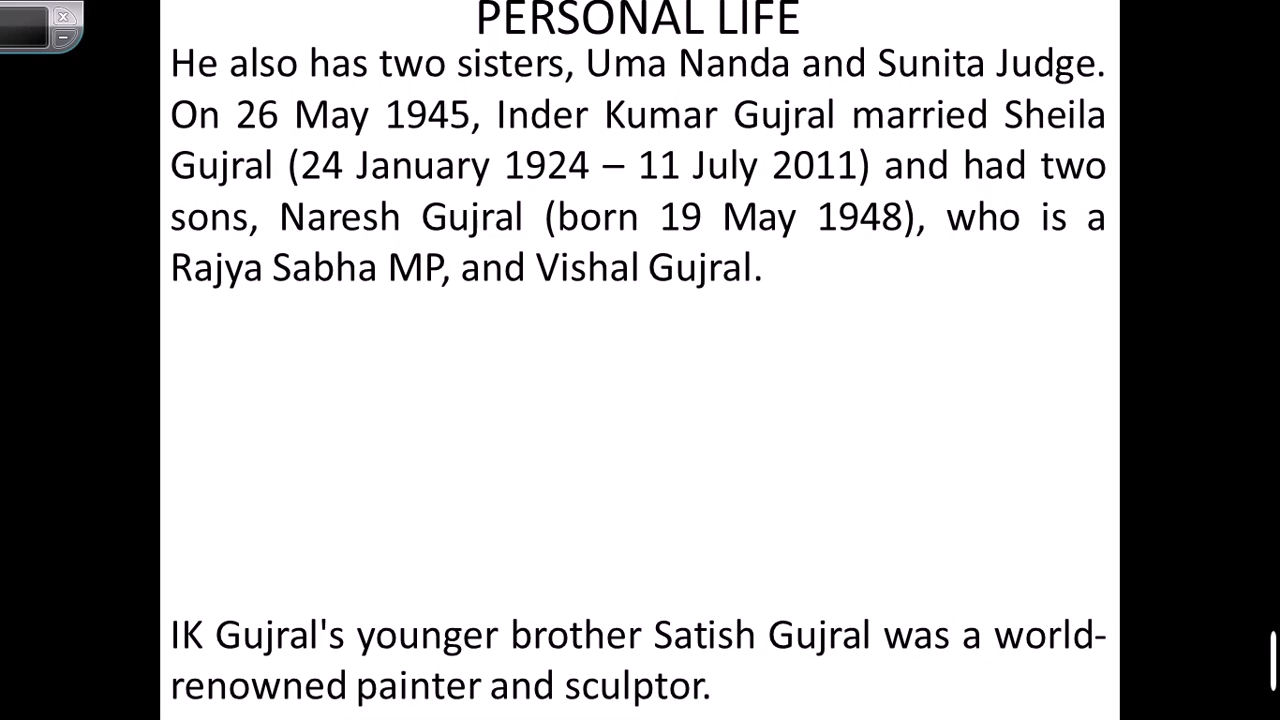 PERSONAL LIFE
He also has two sisters, Uma Nanda and Sunita Judge.
On 26 May 1945, Inder Kumar Gujral married Sheila
Gujral (24 January 1924 – 11 July 2011) and had two
sons, Naresh Gujral (born 19 May 1948), who is a
Rajya Sabha MP, and Vishal Gujral.
IK Gujral's younger brother Satish Gujral was a world-
renowned painter and sculptor.